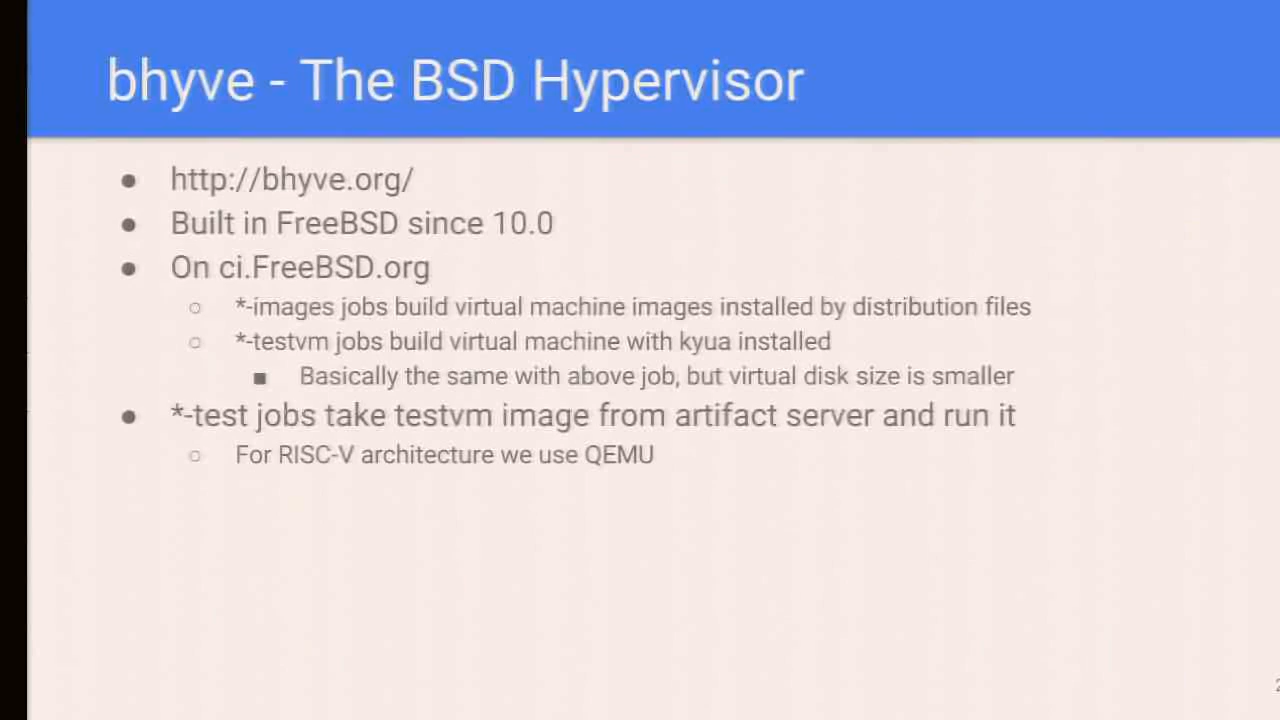 bhyve - The BSD Hypervisor
http://bhyve.org/
Built in FreeBSD since 10.0
On ci.FreeBSD.org
*-images jobs build virtual machine images installed by distribution files
*-testvm jobs build virtual machine with kyua installed
Basically the same with above job, but virtual disk size is smaller
*-test jobs take testvm image from artifact server and run it
For RISC-V architecture we use QEMU